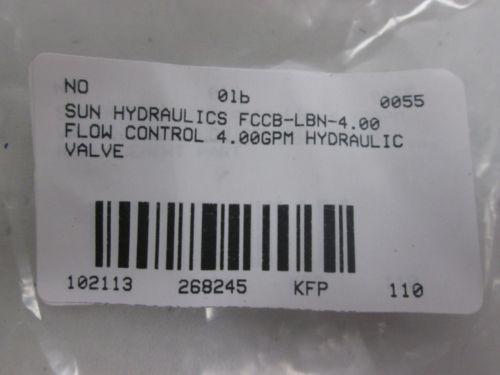 NO 01b 0055
SUN HYDRAULICS FCCB-LBN-4.00
FLOW CONTROL 4.00GPM HYDRAULIC
VALVE
102113 268245 KFP 110